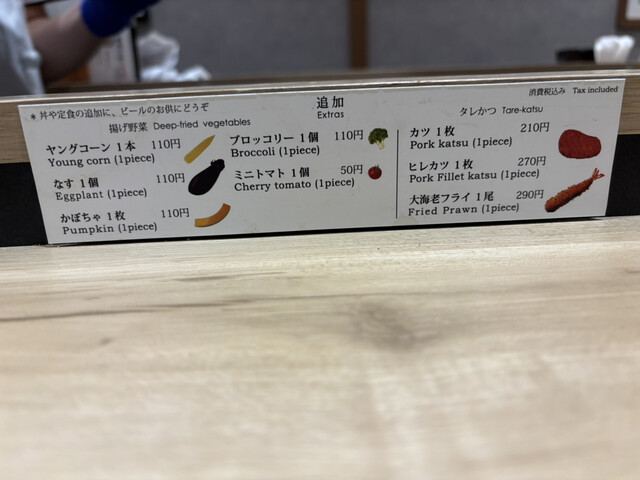 追加
Extras
＊丼や定食の追加に、ビールのお供にどうぞ
消費税込み Tax included
揚げ野菜 Deep-fried vegetables
ヤングコーン 1本 110円
Young corn (1piece)
なす 1個 110円
Eggplant (1piece)
かぼちゃ 1枚 110円
Pumpkin (1piece)
ブロッコリー 1個 110円
Broccoli (1piece)
ミニトマト 1個 50円
Cherry tomato (1piece)
タレかつ Tare-katsu
カツ 1枚 210円
Pork katsu (1piece)
ヒレカツ 1枚 270円
Pork Fillet katsu (1piece)
大海老フライ 1尾 290円
Fried Prawn (1piece)